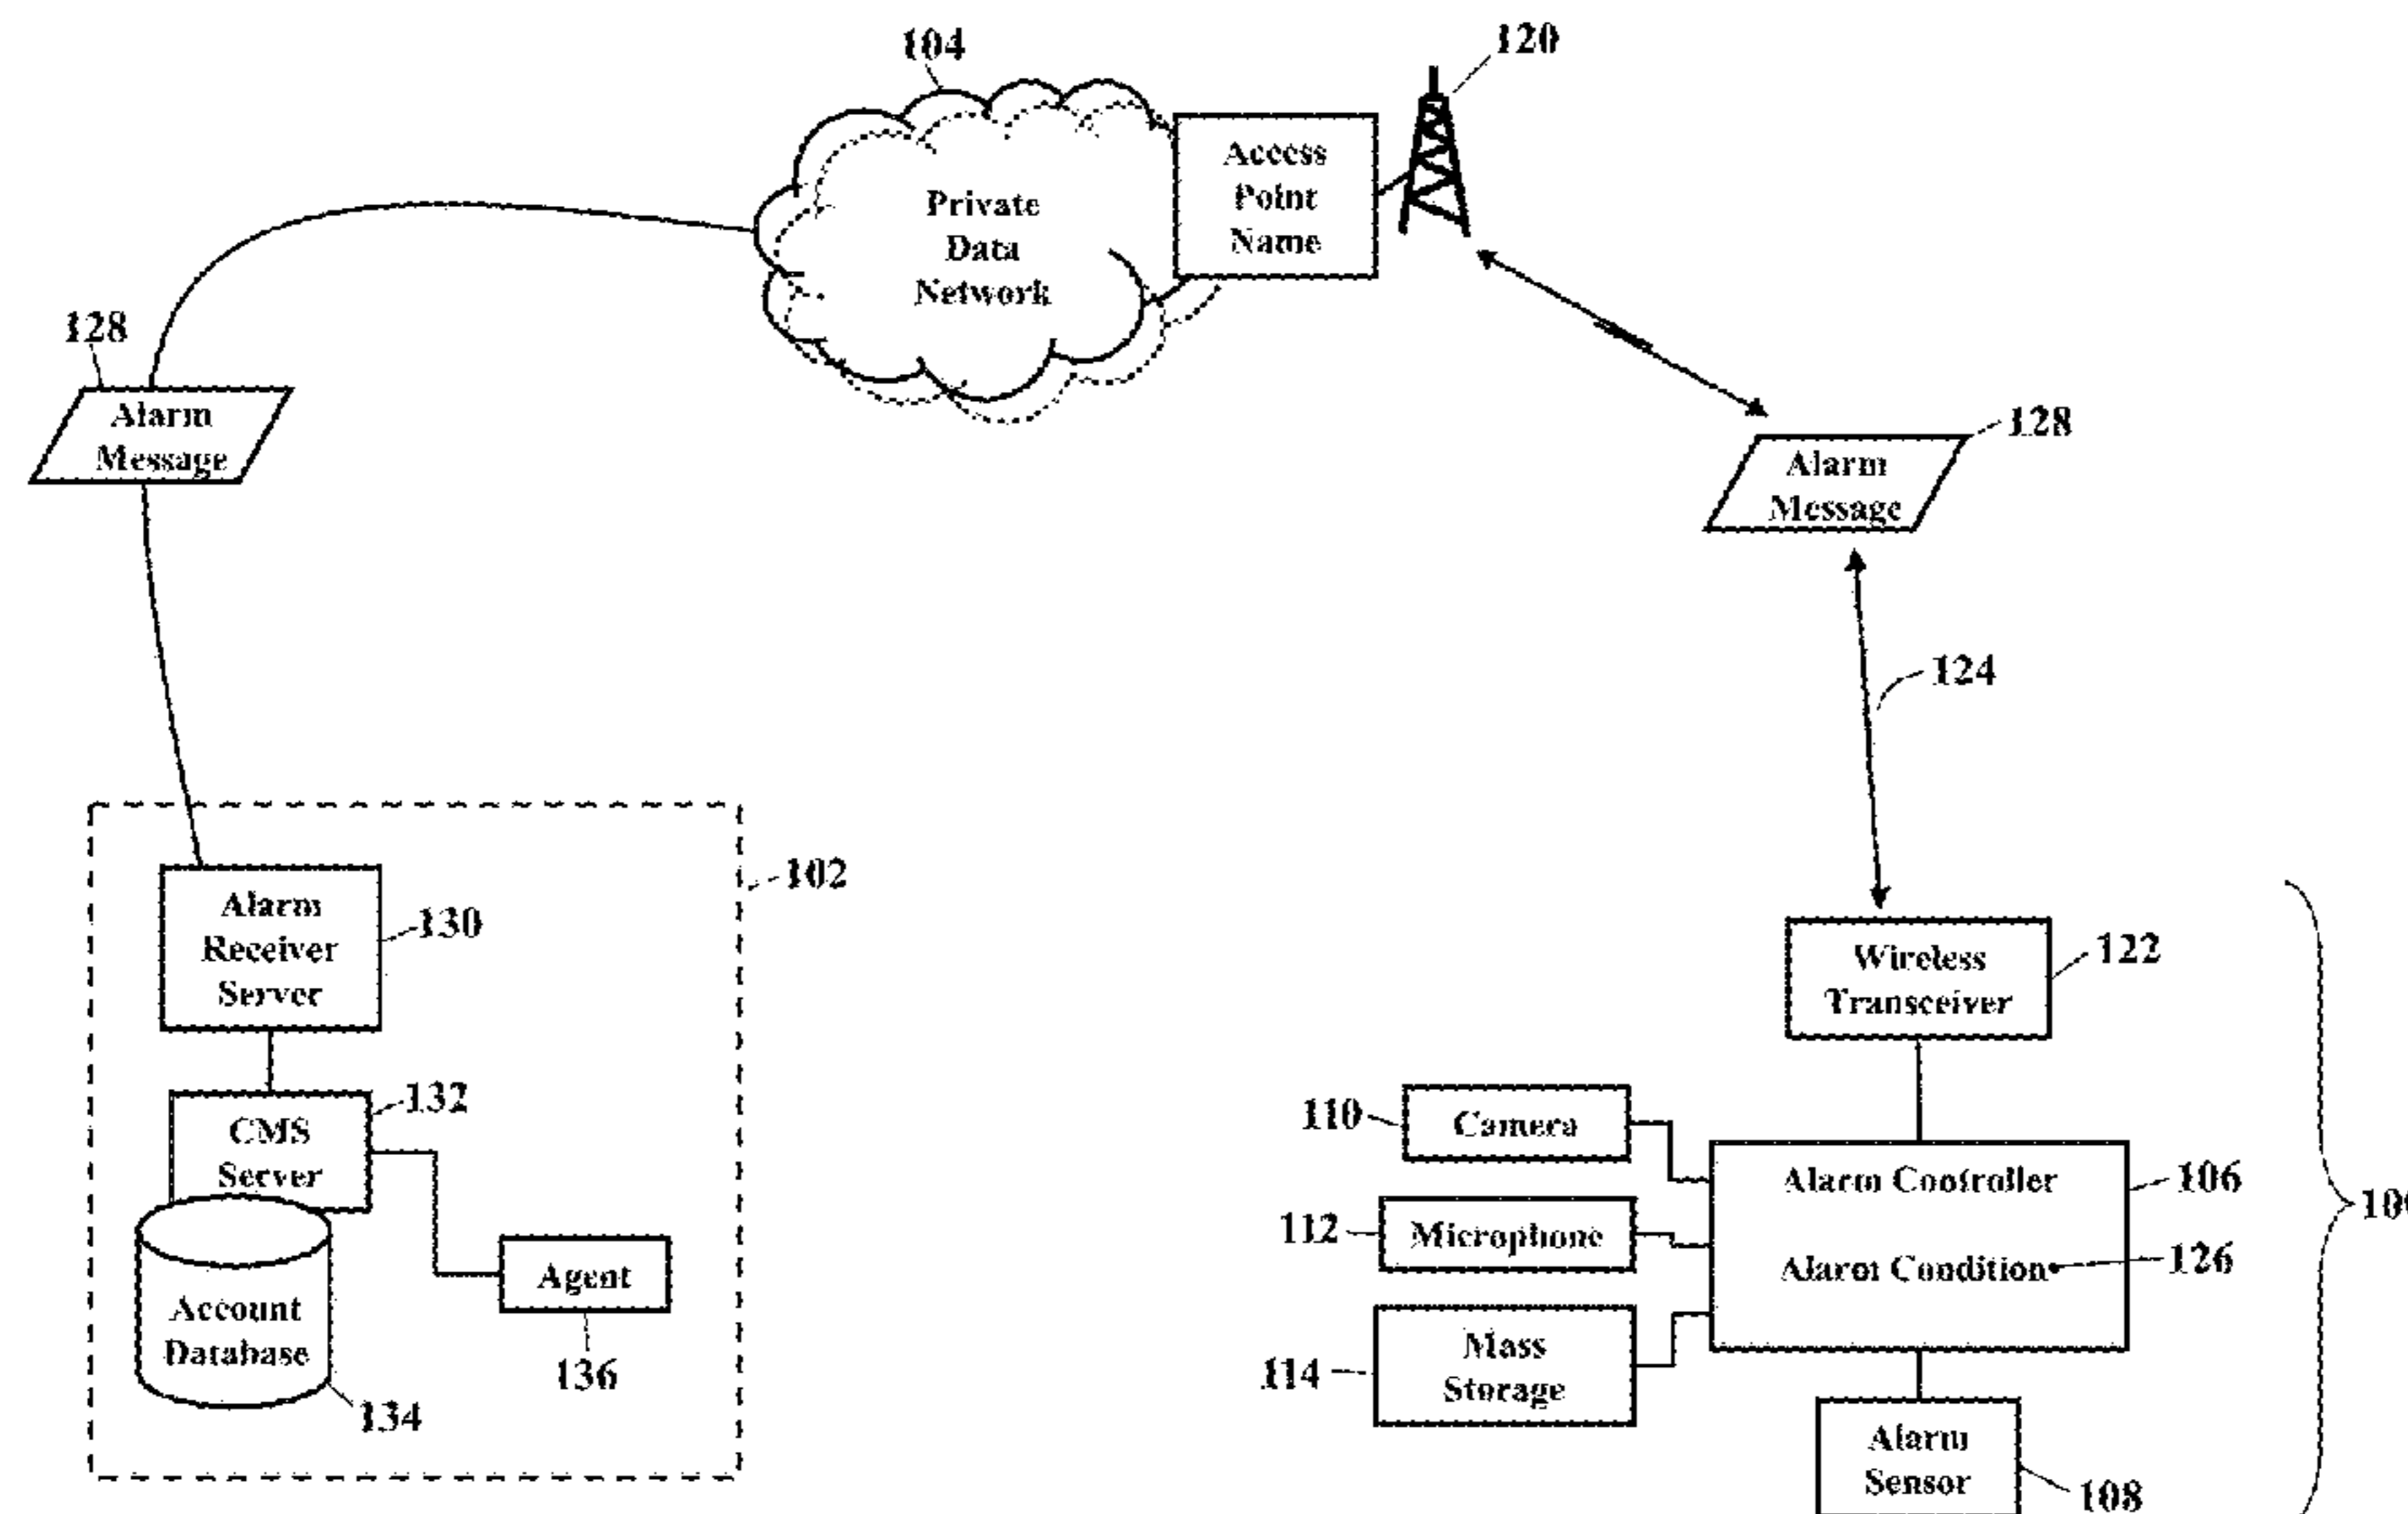 104
120
Access
Point
Name
Private
Data
Network
128
Alarm
Message
128
Alarm
Message
124
102
Alarm
Receiver
Server
130
Wireless
Transceiver
122
CMS
Server
132
Camera
110
Alarm Controller
106
Microphone
112
Alarm Condition
126
Agent
136
Account
Database
134
Mass
Storage
114
Alarm
Sensor
108